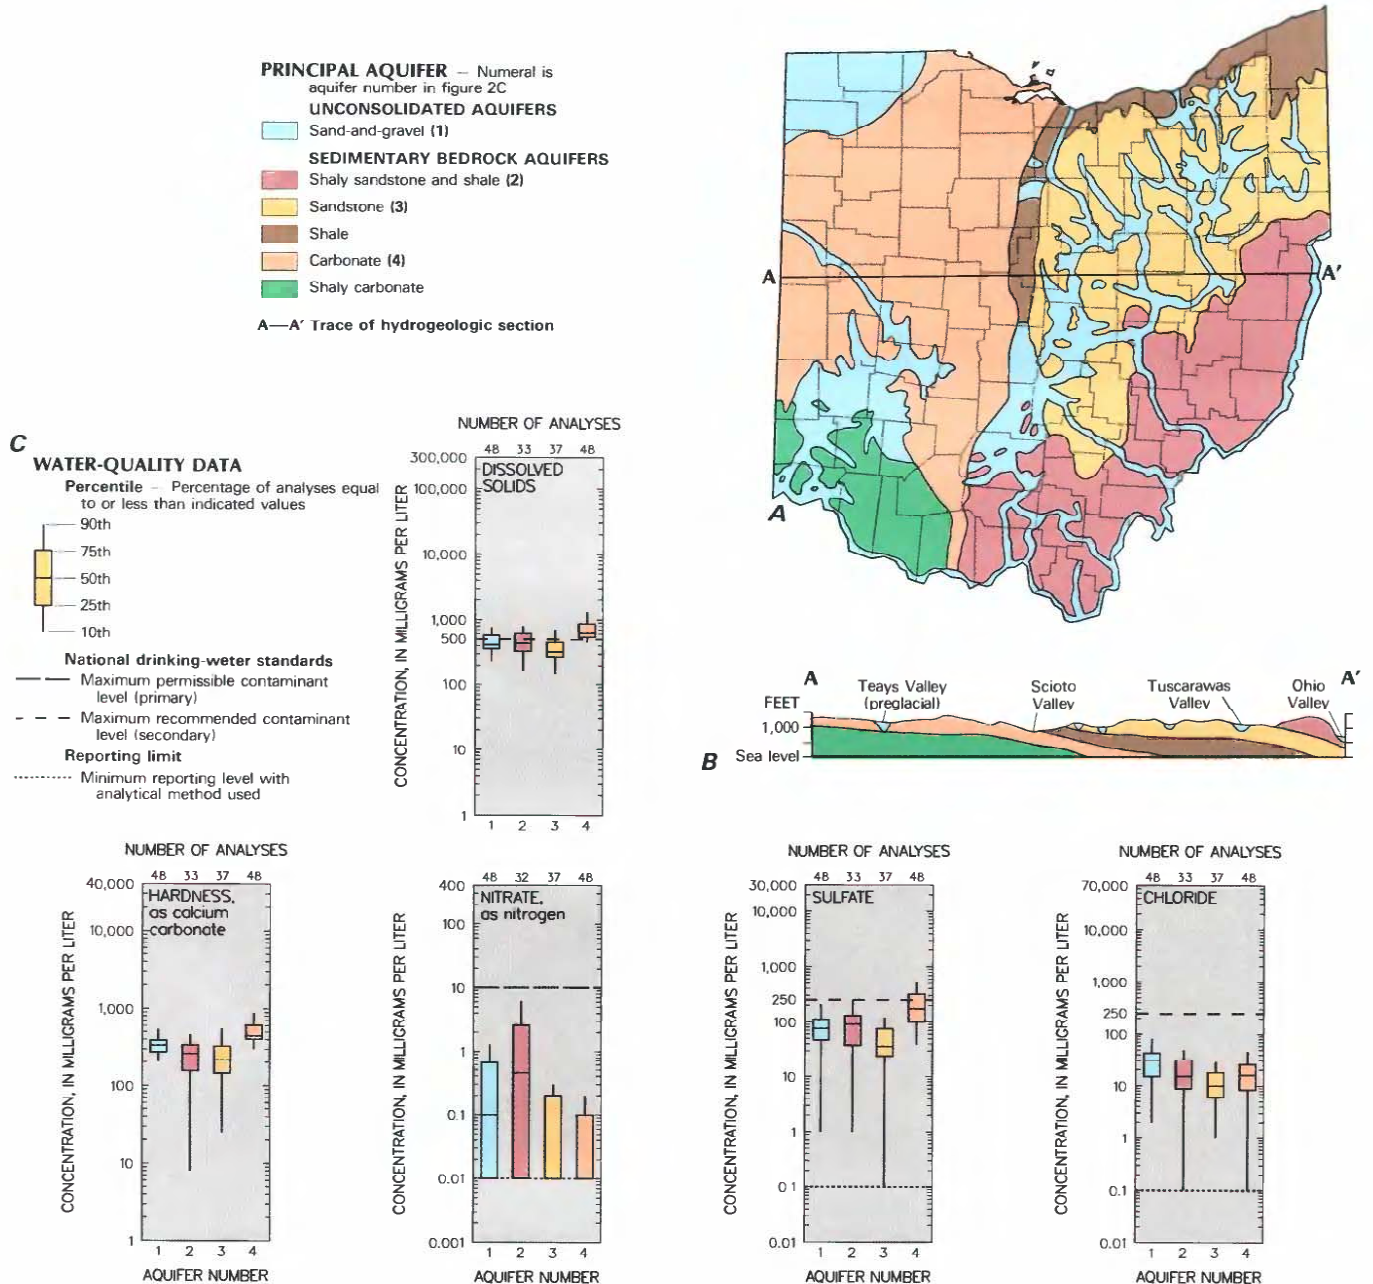 PRINCIPAL AQUIFER — Numeral is
aquifer number in figure 2C
UNCONSOLIDATED AQUIFERS
Sand-and-gravel (1)
SEDIMENTARY BEDROCK AQUIFERS
Shaly sandstone and shale (2)
Sandstone (3)
Shale
Carbonate (4)
Shaly carbonate
A—A′ Trace of hydrogeologic section
A
A′
A
C
WATER-QUALITY DATA
Percentile — Percentage of analyses equal
to or less than indicated values
90th
75th
50th
25th
10th
National drinking-water standards
Maximum permissible contaminant
level (primary)
Maximum recommended contaminant
level (secondary)
Reporting limit
Minimum reporting level with
analytical method used
NUMBER OF ANALYSES
48 33 37 48
DISSOLVED
SOLIDS
CONCENTRATION, IN MILLIGRAMS PER LITER
300,000
100,000
10,000
1,000
500
100
10
1
1 2 3 4
A
A′
FEET
1,000
Sea level
Teays Valley
(preglacial)
Scioto
Valley
Tuscarawas
Valley
Ohio
Valley
B
NUMBER OF ANALYSES
48 33 37 48
HARDNESS,
as calcium
carbonate
CONCENTRATION, IN MILLIGRAMS PER LITER
40,000
10,000
1,000
100
10
1
1 2 3 4
AQUIFER NUMBER
48 32 37 48
NITRATE,
as nitrogen
CONCENTRATION, IN MILLIGRAMS PER LITER
400
100
10
1
0.1
0.01
0.001
1 2 3 4
AQUIFER NUMBER
NUMBER OF ANALYSES
48 33 37 48
SULFATE
CONCENTRATION, IN MILLIGRAMS PER LITER
30,000
10,000
1,000
250
100
10
1
0.1
0.01
1 2 3 4
AQUIFER NUMBER
NUMBER OF ANALYSES
48 33 37 48
CHLORIDE
CONCENTRATION, IN MILLIGRAMS PER LITER
70,000
10,000
1,000
250
100
10
1
0.1
0.01
1 2 3 4
AQUIFER NUMBER